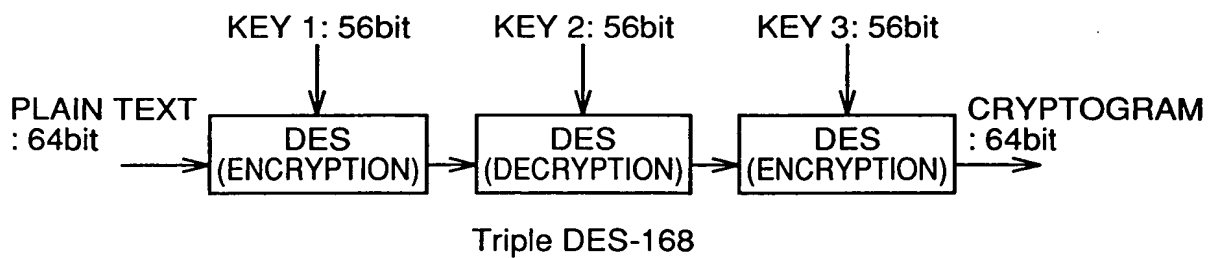 KEY 1: 56bit
KEY 2: 56bit
KEY 3: 56bit
PLAIN TEXT
: 64bit
DES
(ENCRYPTION)
DES
(DECRYPTION)
DES
(ENCRYPTION)
CRYPTOGRAM
: 64bit
Triple DES-168